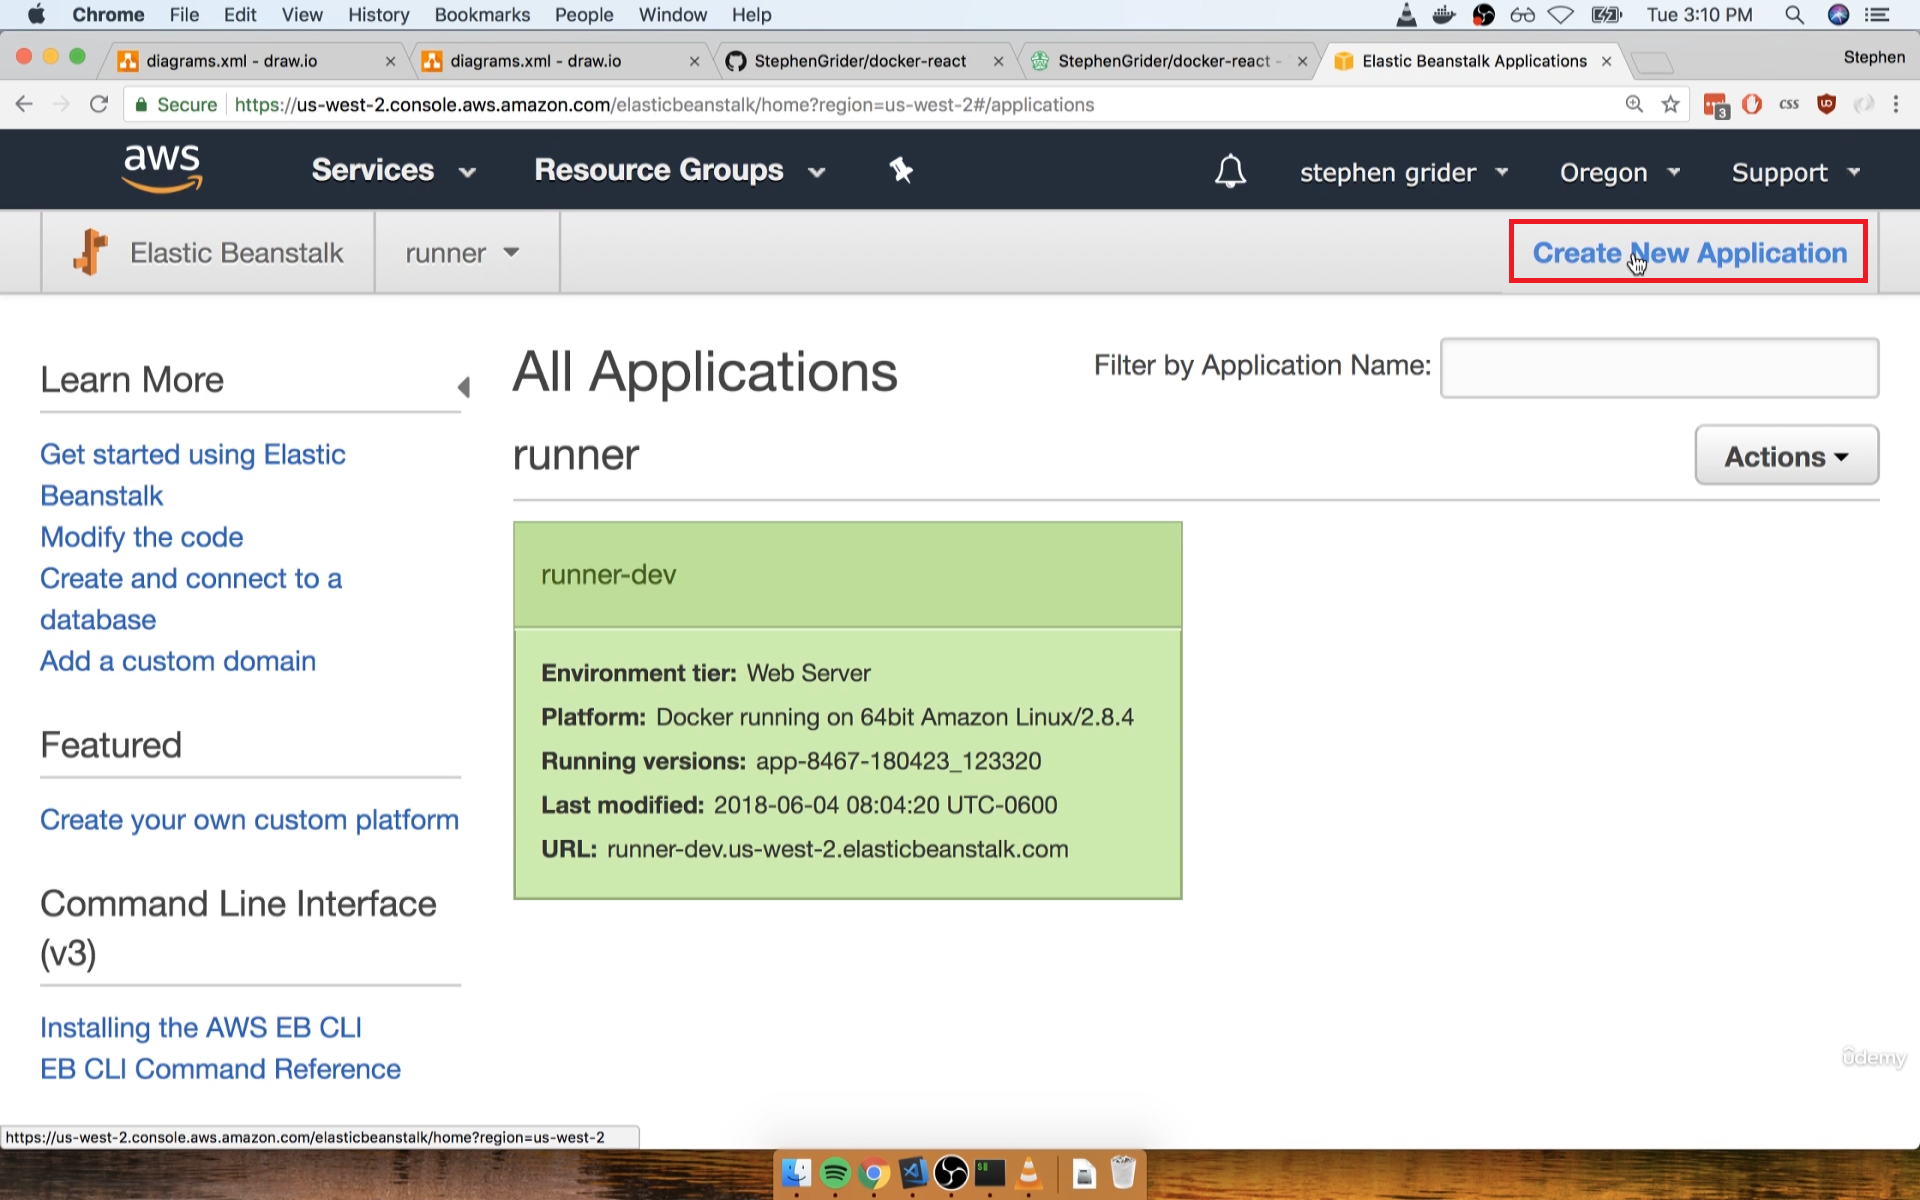 Chrome File Edit View History Bookmarks People Window Help Tue 3:10 PM
diagrams.xml - draw.io diagrams.xml - draw.io StephenGrider/docker-react StephenGrider/docker-react - Elastic Beanstalk Applications Stephen
Secure https://us-west-2.console.aws.amazon.com/elasticbeanstalk/home?region=us-west-2#/applications 3 css
aws Services Resource Groups stephen grider Oregon Support
Elastic Beanstalk runner Create New Application
Learn More
Get started using Elastic
Beanstalk
Modify the code
Create and connect to a
database
Add a custom domain
Featured
Create your own custom platform
Command Line Interface
(v3)
Installing the AWS EB CLI
EB CLI Command Reference
All Applications
Filter by Application Name:
runner
Actions
runner-dev
Environment tier: Web Server
Platform: Docker running on 64bit Amazon Linux/2.8.4
Running versions: app-8467-180423_123320
Last modified: 2018-06-04 08:04:20 UTC-0600
URL: runner-dev.us-west-2.elasticbeanstalk.com
udemy
https://us-west-2.console.aws.amazon.com/elasticbeanstalk/home?region=us-west-2